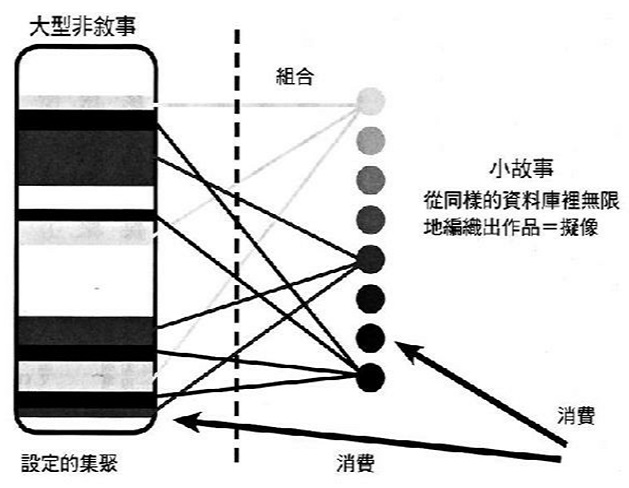 大型非敘事
組合
小故事
從同樣的資料庫裡無限
地編織出作品＝擬像
消費
設定的集聚
消費